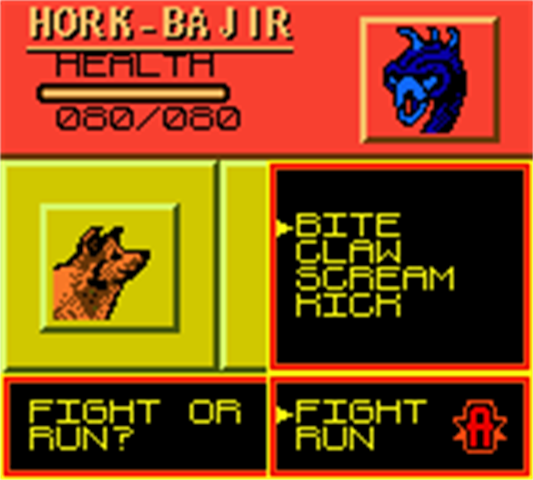 HORK-BAJIR
HEALTH
080/080
BITE
CLAW
SCREAM
KICK
FIGHT OR
RUN?
FIGHT
RUN
A